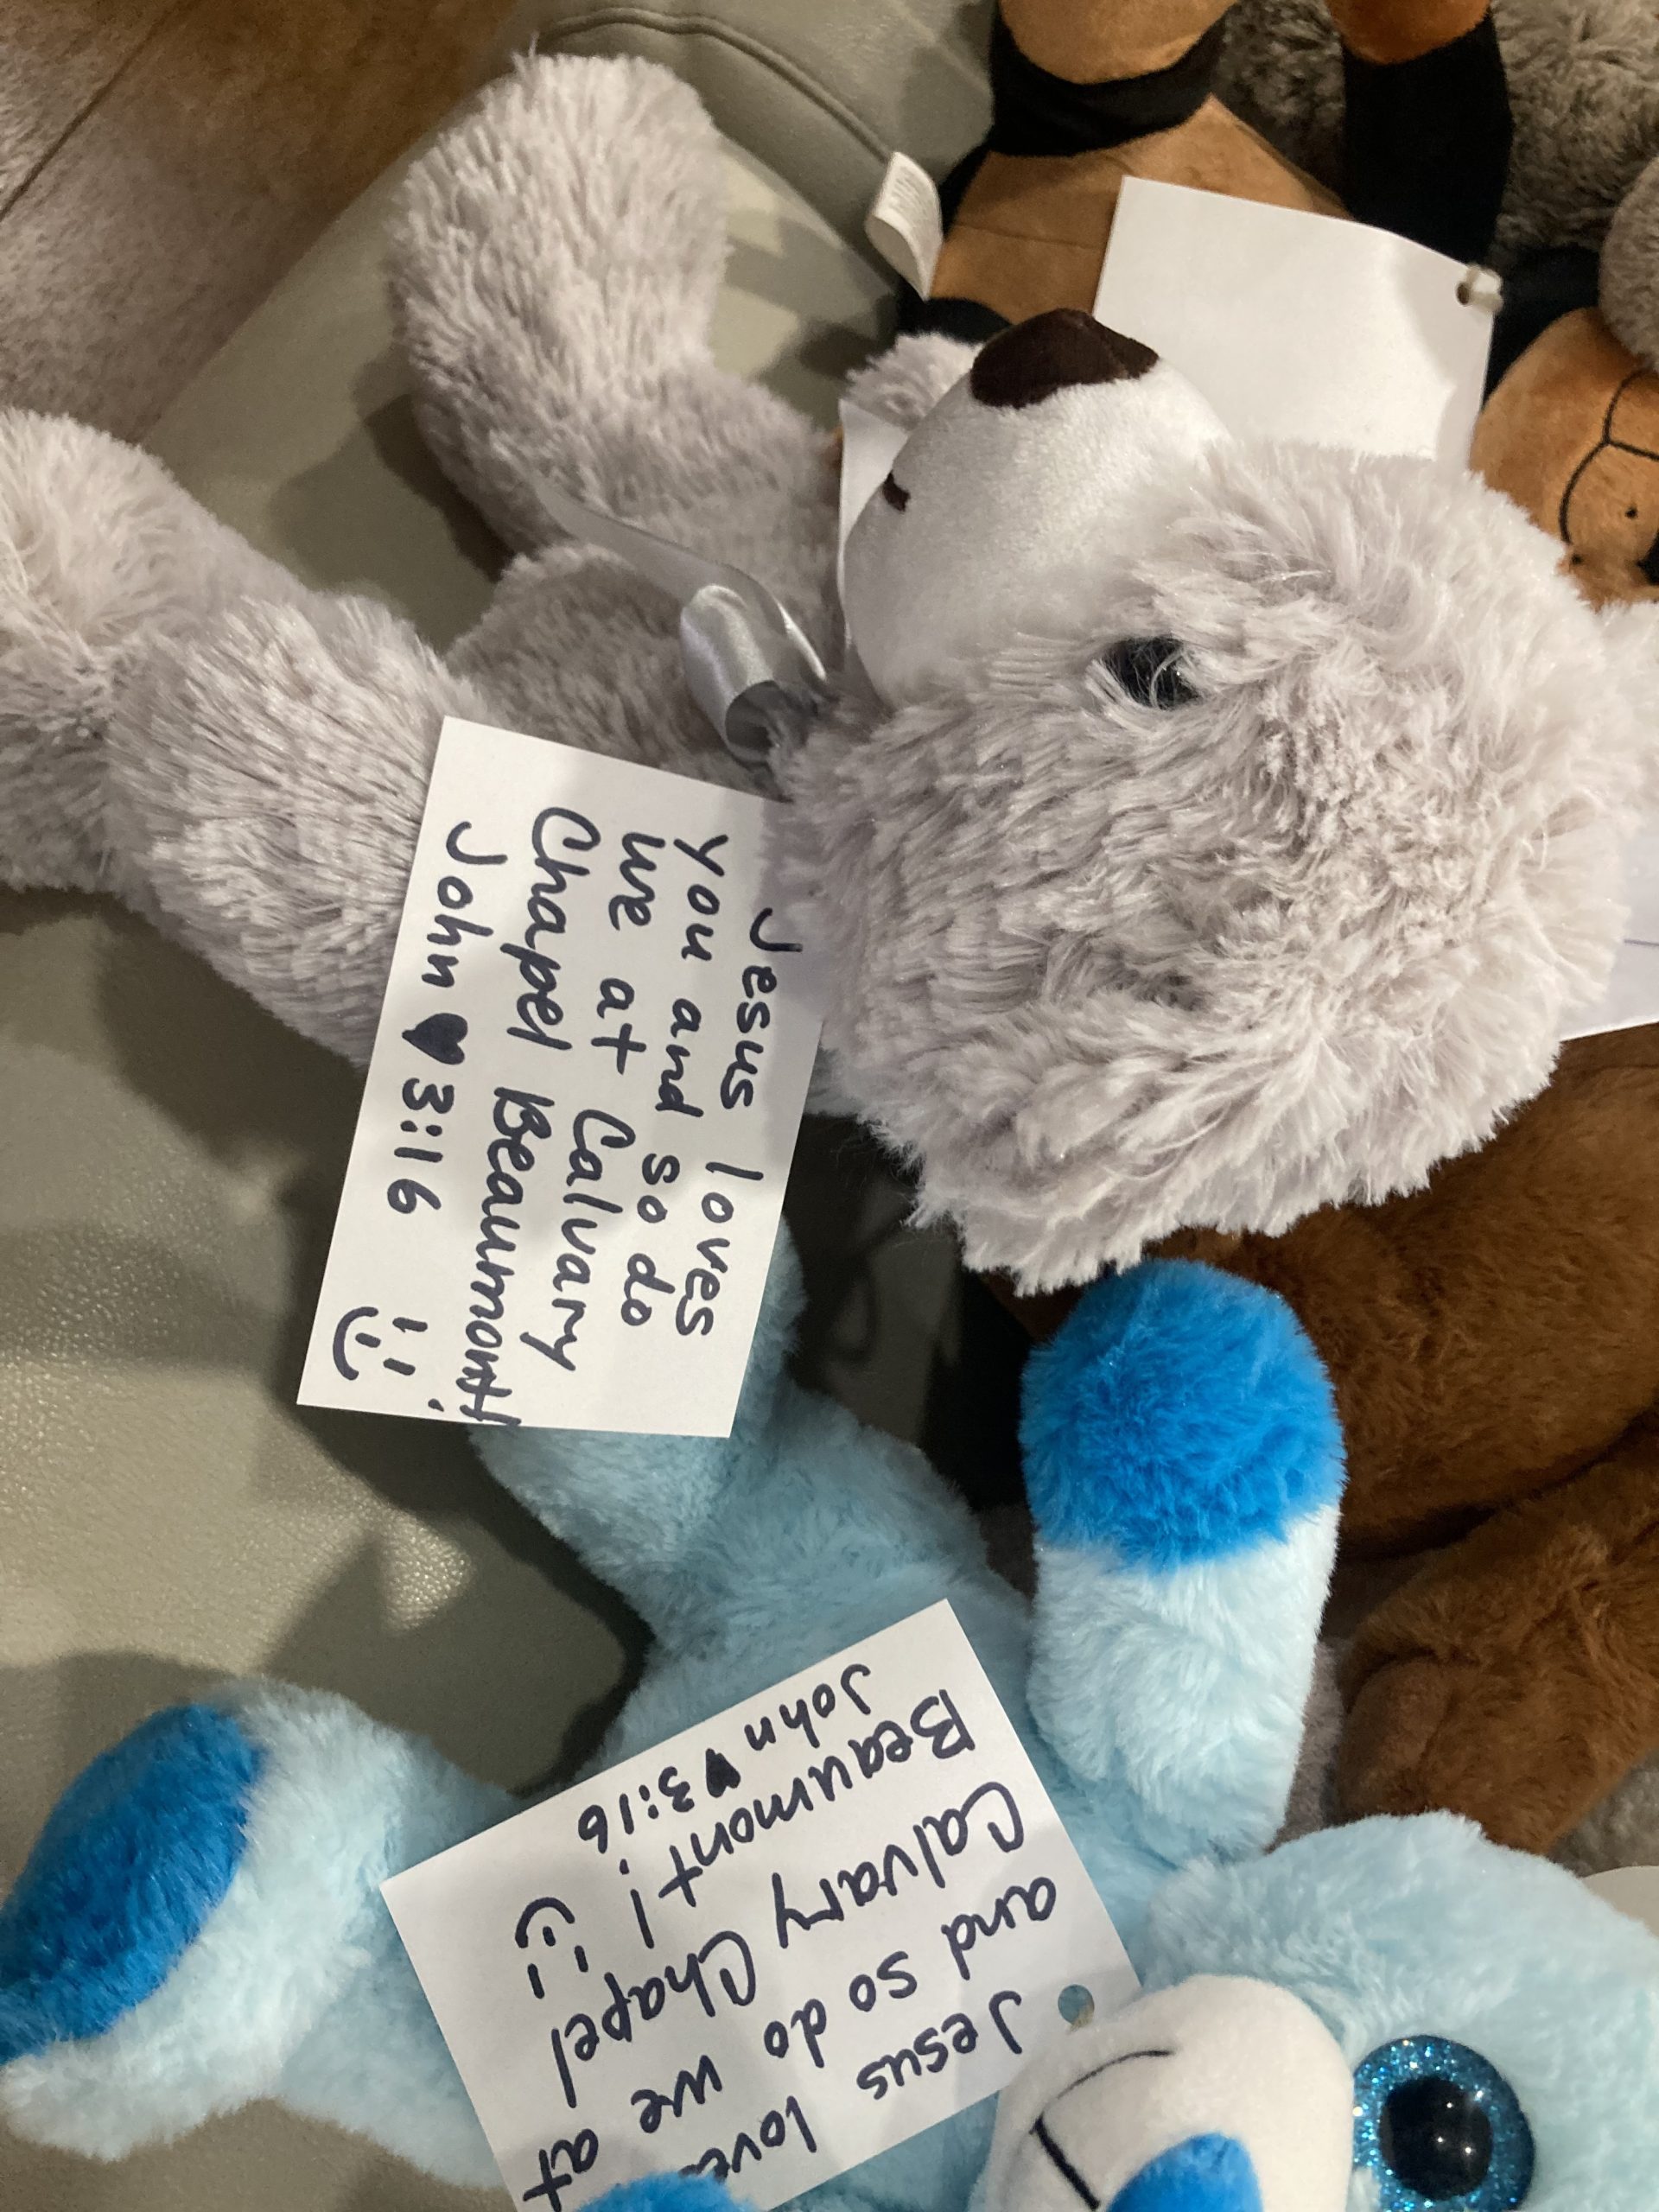 Jesus loves
you and so do
we at Calvary
Chapel Beaumont!
John ♥ 3:16 :)
Jesus loves
and so do we at
Calvary Chapel
Beaumont! :)
John ♥ 3:16